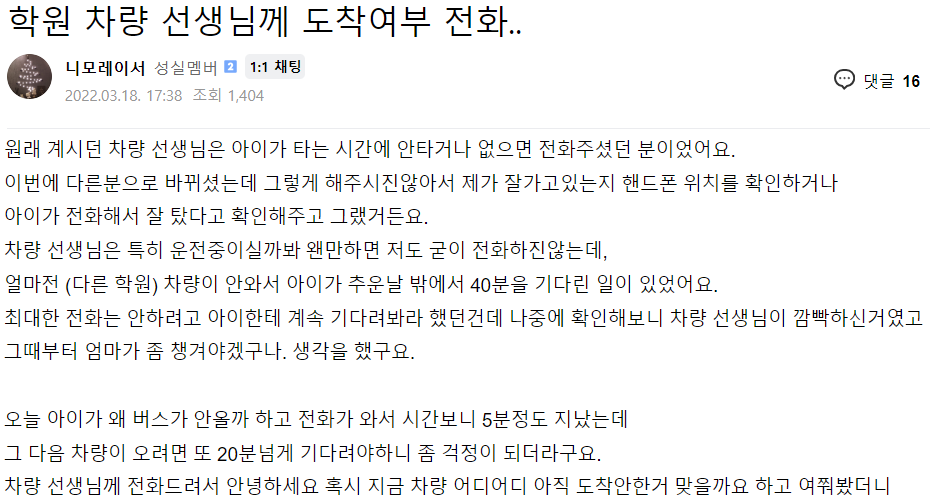 학원 차량 선생님께 도착여부 전화..
니모레이서 성실멤버 2 1:1 채팅
2022.03.18. 17:38 조회 1,404
댓글 16
원래 계시던 차량 선생님은 아이가 타는 시간에 안타거나 없으면 전화주셨던 분이었어요.
이번에 다른분으로 바뀌셨는데 그렇게 해주시진않아서 제가 잘가고있는지 핸드폰 위치를 확인하거나
아이가 전화해서 잘 탔다고 확인해주고 그랬거든요.
차량 선생님은 특히 운전중이실까봐 왠만하면 저도 굳이 전화하진않는데,
얼마전 (다른 학원) 차량이 안와서 아이가 추운날 밖에서 40분을 기다린 일이 있었어요.
최대한 전화는 안하려고 아이한테 계속 기다려봐라 했던건데 나중에 확인해보니 차량 선생님이 깜빡하신거였고
그때부터 엄마가 좀 챙겨야겠구나. 생각을 했구요.
오늘 아이가 왜 버스가 안올까 하고 전화가 와서 시간보니 5분정도 지났는데
그 다음 차량이 오려면 또 20분넘게 기다려야하니 좀 걱정이 되더라구요.
차량 선생님께 전화드려서 안녕하세요 혹시 지금 차량 어디어디 아직 도착안한거 맞을까요 하고 여쭤봤더니